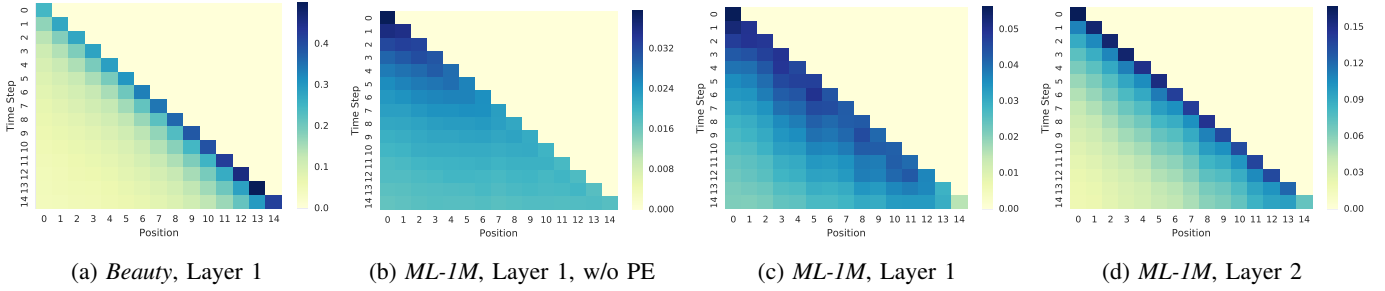 0 1 2 3 4 5 6 7 8 9 10 11 12 13 14
Time Step
0 1 2 3 4 5 6 7 8 9 10 11 12 13 14
Position
0.4
0.3
0.2
0.1
0.0
(a) Beauty, Layer 1
0 1 2 3 4 5 6 7 8 9 10 11 12 13 14
Time Step
0 1 2 3 4 5 6 7 8 9 10 11 12 13 14
Position
0.032
0.024
0.016
0.008
0.000
(b) ML-1M, Layer 1, w/o PE
0 1 2 3 4 5 6 7 8 9 10 11 12 13 14
Time Step
0 1 2 3 4 5 6 7 8 9 10 11 12 13 14
Position
0.05
0.04
0.03
0.02
0.01
0.00
(c) ML-1M, Layer 1
0 1 2 3 4 5 6 7 8 9 10 11 12 13 14
Time Step
0 1 2 3 4 5 6 7 8 9 10 11 12 13 14
Position
0.15
0.12
0.09
0.06
0.03
0.00
(d) ML-1M, Layer 2